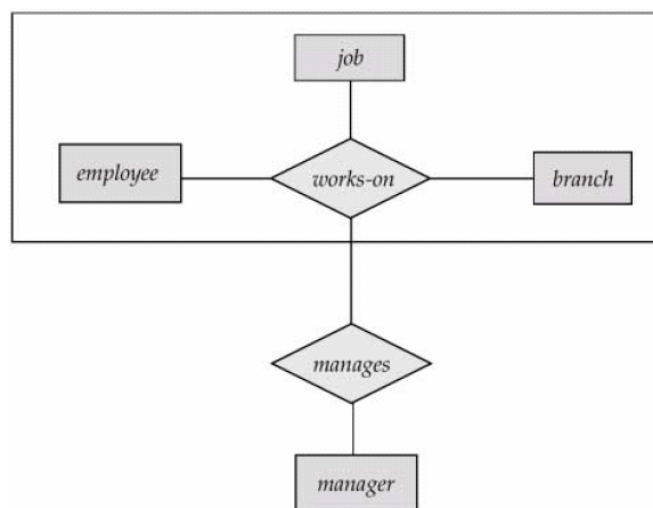 job
employee
works-on
branch
manages
manager